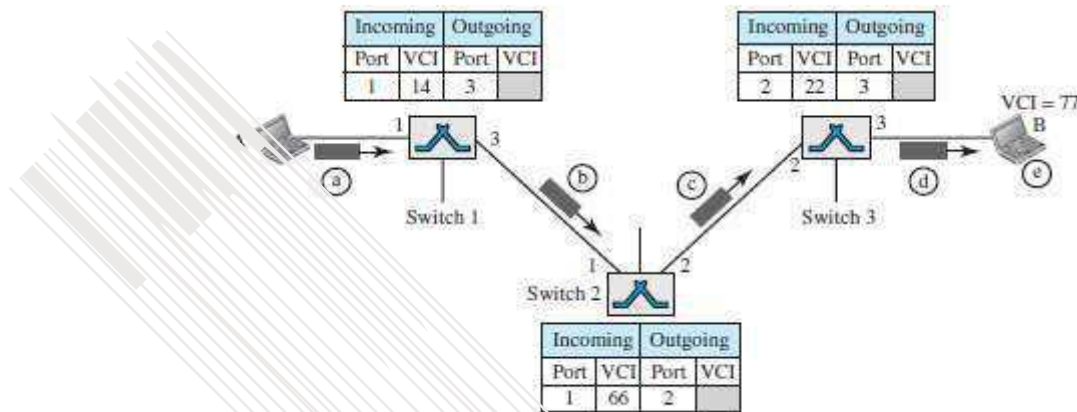 Incoming Outgoing
Port VCI Port VCI
1 14 3
Incoming Outgoing
Port VCI Port VCI
2 22 3
VCI = 77
B
1
3
3
2
a
b
c
d
e
Switch 1
Switch 3
1
2
Switch 2
Incoming Outgoing
Port VCI Port VCI
1 66 2